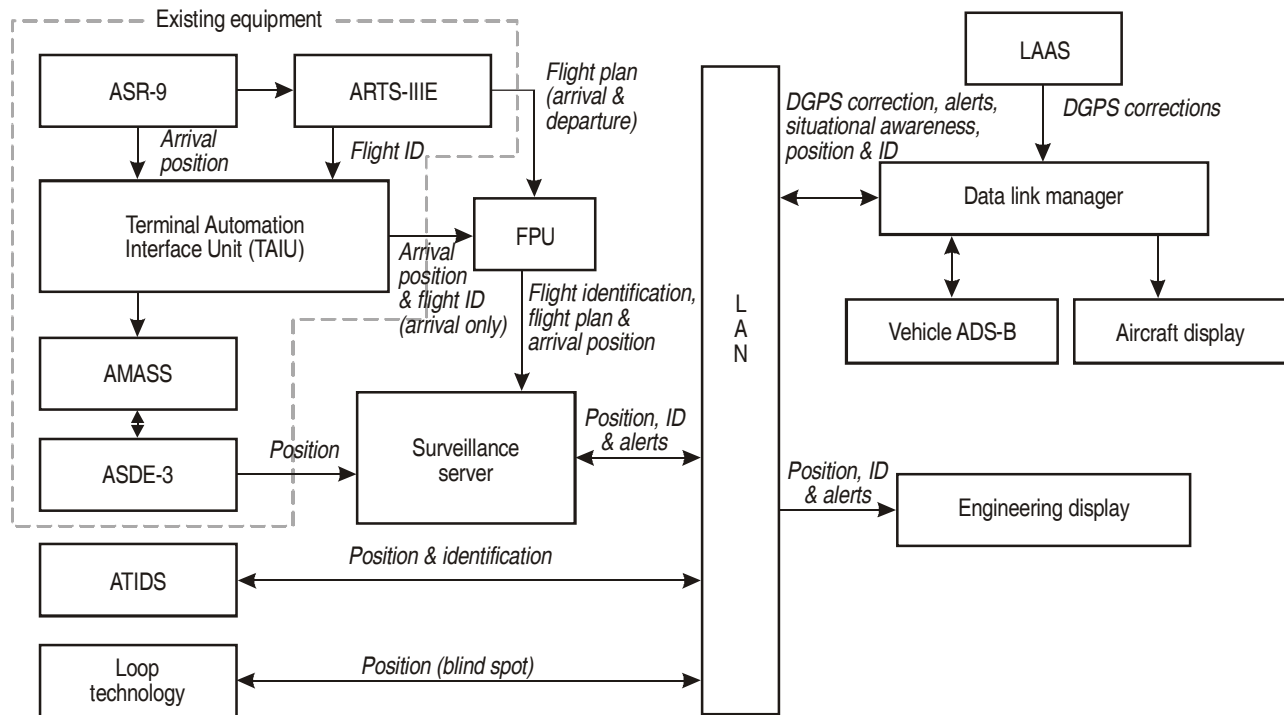 Existing equipment
ASR-9
ARTS-IIIE
Flight plan
(arrival &
departure)
Arrival
position
Flight ID
Terminal Automation
Interface Unit (TAIU)
FPU
Arrival
position
& flight ID
(arrival only)
Flight identification,
flight plan &
arrival position
AMASS
ASDE-3
Position
Surveillance
server
Position, ID
& alerts
ATIDS
Position & identification
Loop
technology
Position (blind spot)
L
A
N
LAAS
DGPS corrections
DGPS correction, alerts,
situational awareness,
position & ID
Data link manager
Vehicle ADS-B
Aircraft display
Position, ID
& alerts
Engineering display